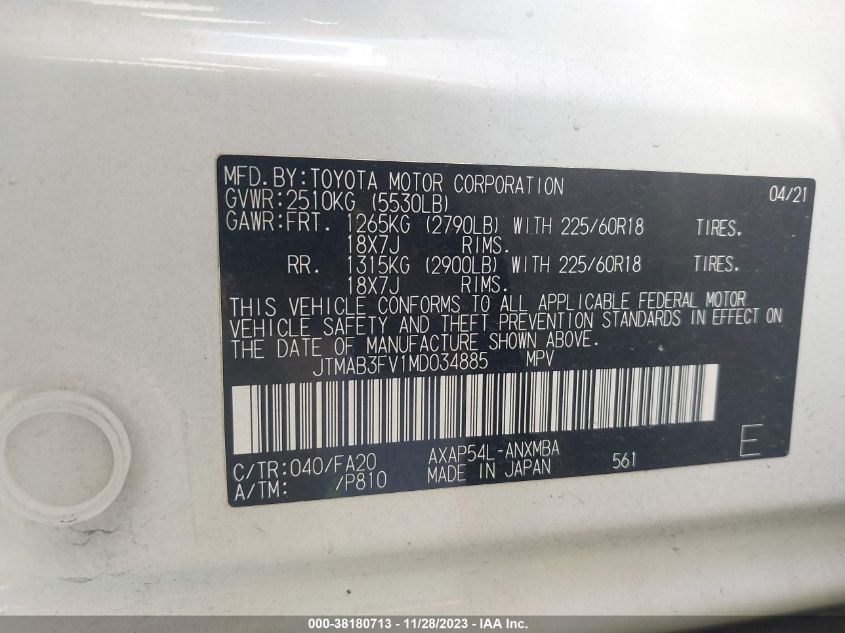 MFD.BY:TOYOTA MOTOR CORPORATION 04/21
GVWR:2510KG (5530LB)
GAWR:FRT. 1265KG (2790LB) WITH 225/60R18 TIRES.
18X7J RIMS.
RR. 1315KG (2900LB) WITH 225/60R18 TIRES.
18X7J RIMS.
THIS VEHICLE CONFORMS TO ALL APPLICABLE FEDERAL MOTOR
VEHICLE SAFETY AND THEFT PREVENTION STANDARDS IN EFFECT ON
THE DATE OF MANUFACTURE SHOWN ABOVE.
JTMAB3FV1MD034885 MPV
C/TR:040/FA20 AXAP54L-ANXMBA 561 E
A/TM: /P810 MADE IN JAPAN
000-38180713 - 11/28/2023 - IAA Inc.